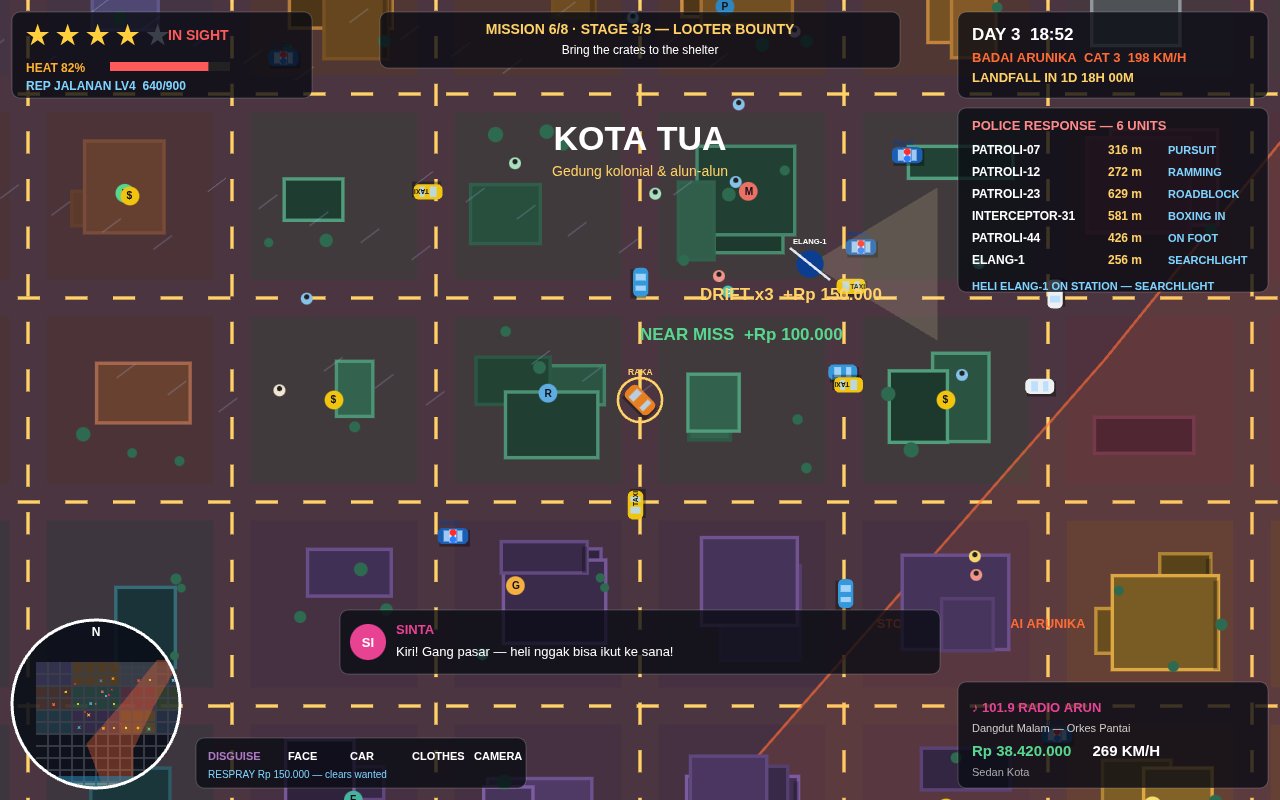 ★★★★★ IN SIGHT
HEAT 82%
REP JALANAN LV4 640/900
MISSION 6/8 · STAGE 3/3 — LOOTER BOUNTY
Bring the crates to the shelter
P
DAY 3 18:52
BADAI ARUNIKA CAT 3 198 KM/H
LANDFALL IN 1D 18H 00M
POLICE RESPONSE — 6 UNITS
PATROLI-07 316 m PURSUIT
PATROLI-12 272 m RAMMING
PATROLI-23 629 m ROADBLOCK
INTERCEPTOR-31 581 m BOXING IN
PATROLI-44 426 m ON FOOT
ELANG-1 256 m SEARCHLIGHT
HELI ELANG-1 ON STATION — SEARCHLIGHT
KOTA TUA
Gedung kolonial & alun-alun
$
TAXI
M
ELANG-1
TAXI
DRIFT x3 +Rp 150.000
NEAR MISS +Rp 100.000
RAKA
TAXI
R
$
$
TAXI
G
SI
SINTA
Kiri! Gang pasar — heli nggak bisa ikut ke sana!
STO
AI ARUNIKA
N
DISGUISE FACE CAR CLOTHES CAMERA
RESPRAY Rp 150.000 — clears wanted
♪ 101.9 RADIO ARUN
Dangdut Malam — Orkes Pantai
Rp 38.420.000 269 KM/H
Sedan Kota